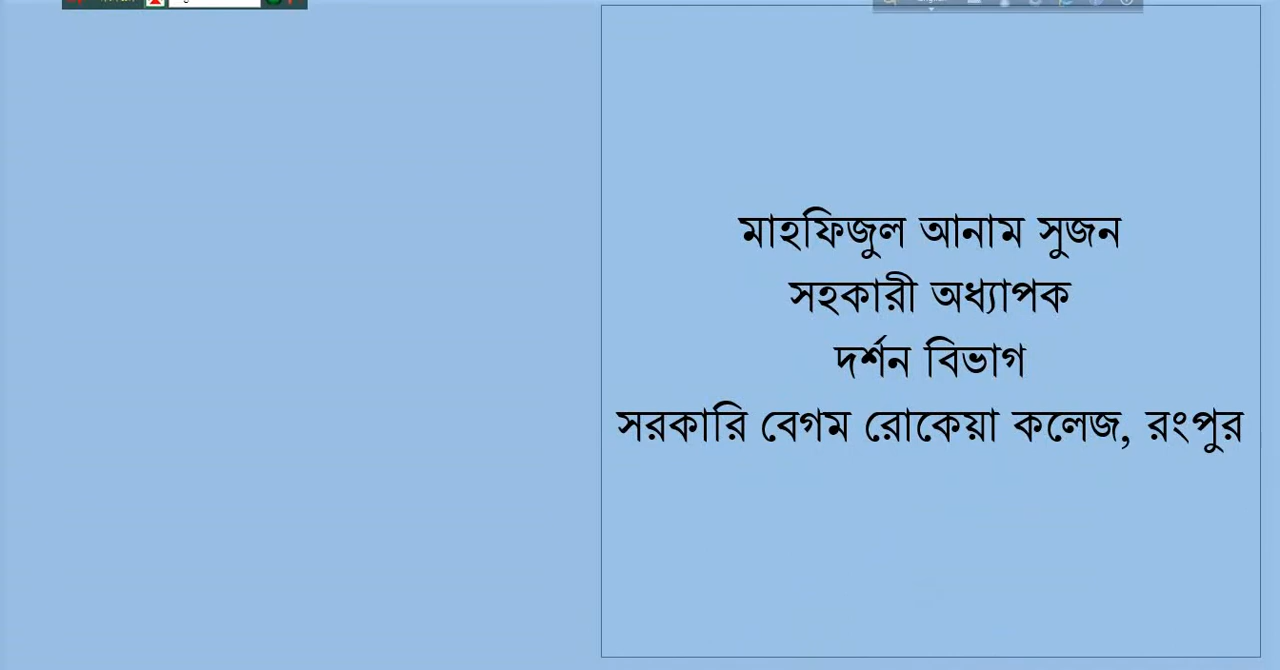 মাহফিজুল আনাম সুজন
সহকারী অধ্যাপক
দর্শন বিভাগ
সরকারি বেগম রোকেয়া কলেজ, রংপুর